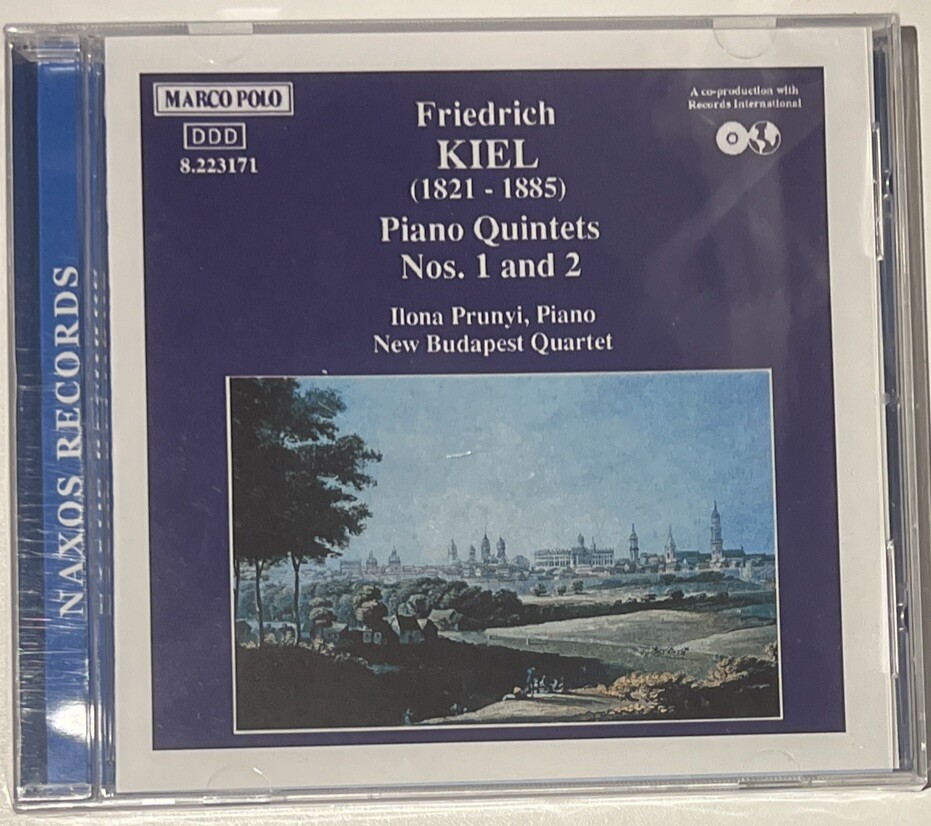 MARCO POLO
DDD
8.223171
Friedrich
KIEL
(1821 - 1885)
Piano Quintets
Nos. 1 and 2
Ilona Prunyi, Piano
New Budapest Quartet
A co-production with
Records International
NAXOS RECORDS